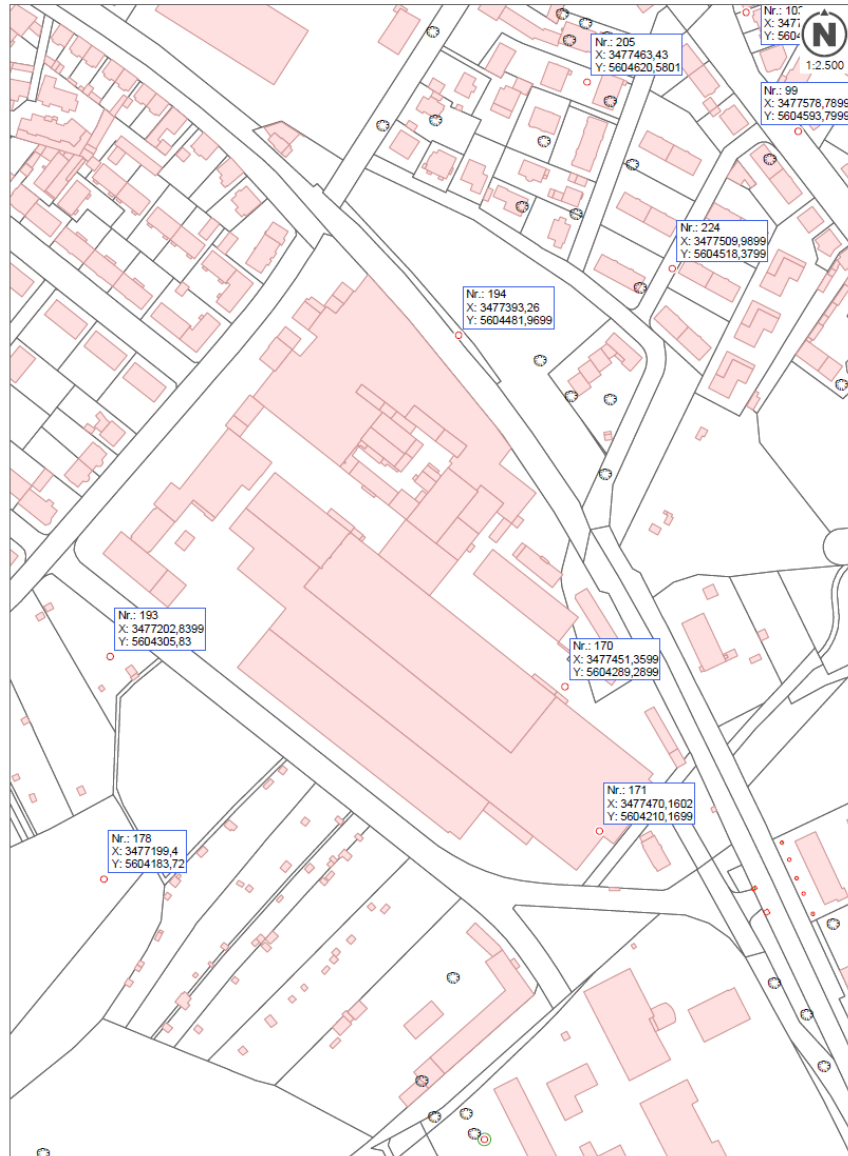 Nr.: 205
X: 3477463,43
Y: 5604620,5801
N
1:2.500
Nr.: 99
X: 3477578,7899
Y: 5604593,7999
Nr.: 224
X: 3477509,9899
Y: 5604518,3799
Nr.: 194
X: 3477393,26
Y: 5604481,9699
Nr.: 193
X: 3477202,8399
Y: 5604305,83
Nr.: 170
X: 3477451,3599
Y: 5604289,2899
Nr.: 171
X: 3477470,1602
Y: 5604210,1699
Nr.: 178
X: 3477199,4
Y: 5604183,72